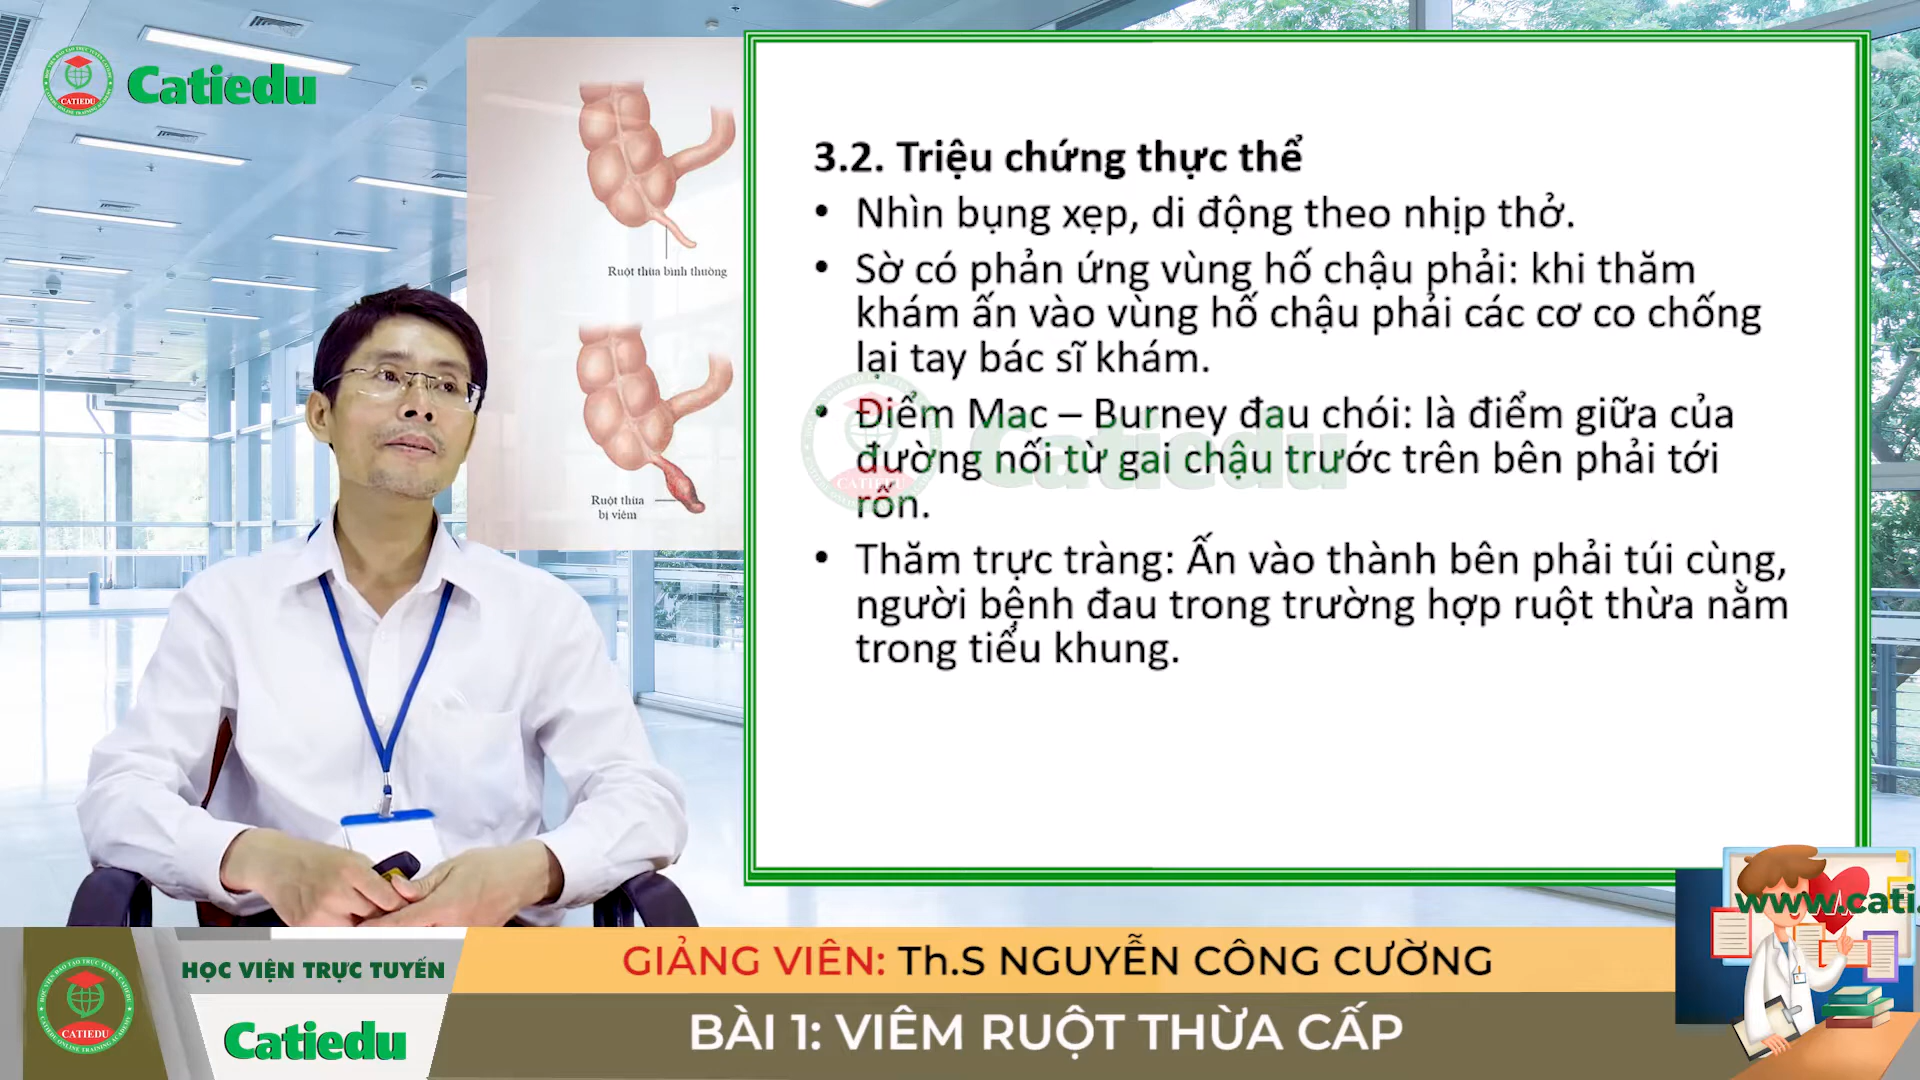 Catiedu
CATIEDU
Ruột thừa bình thường
Ruột thừa
bị viêm
3.2. Triệu chứng thực thể
• Nhìn bụng xẹp, di động theo nhịp thở.
• Sờ có phản ứng vùng hố chậu phải: khi thăm
khám ấn vào vùng hố chậu phải các cơ co chống
lại tay bác sĩ khám.
• Điểm Mac – Burney đau chói: là điểm giữa của
đường nối từ gai chậu trước trên bên phải tới
rốn.
• Thăm trực tràng: Ấn vào thành bên phải túi cùng,
người bệnh đau trong trường hợp ruột thừa nằm
trong tiểu khung.
Catiedu
CATIEDU
www.cati
GIẢNG VIÊN: Th.S NGUYỄN CÔNG CƯỜNG
BÀI 1: VIÊM RUỘT THỪA CẤP
HỌC VIỆN TRỰC TUYẾN
Catiedu
CATIEDU